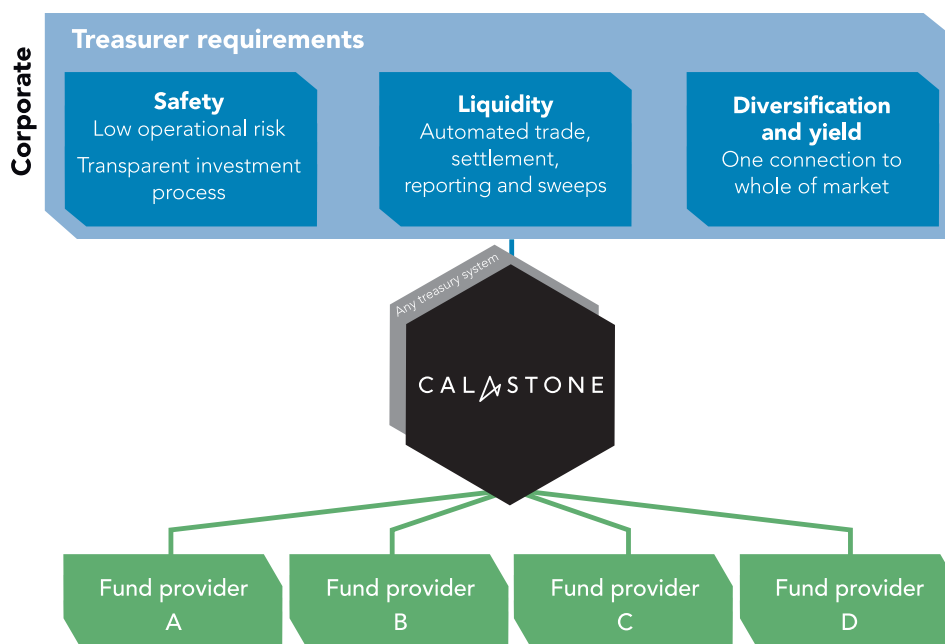 Corporate
Treasurer requirements
Safety
Low operational risk
Transparent investment
process
Liquidity
Automated trade,
settlement,
reporting and sweeps
Diversification
and yield
One connection to
whole of market
Any treasury system
CALASTONE
Fund provider
A
Fund provider
B
Fund provider
C
Fund provider
D